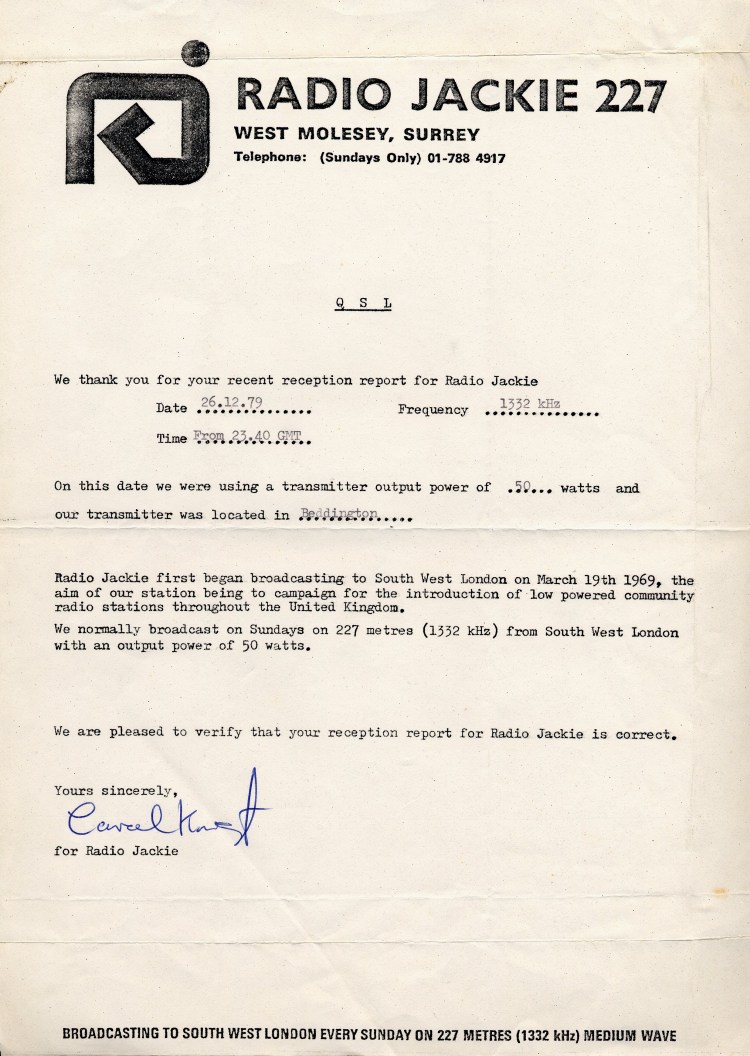 RADIO JACKIE 227
WEST MOLESEY, SURREY
Telephone: (Sundays Only) 01-788 4917
Q S L
We thank you for your recent reception report for Radio Jackie
Date 26.12.79 Frequency 1332 kHz
Time From 23.40 GMT
On this date we were using a transmitter output power of .50... watts and
our transmitter was located in Beddington
Radio Jackie first began broadcasting to South West London on March 19th 1969, the
aim of our station being to campaign for the introduction of low powered community
radio stations throughout the United Kingdom.
We normally broadcast on Sundays on 227 metres (1332 kHz) from South West London
with an output power of 50 watts.
We are pleased to verify that your reception report for Radio Jackie is correct.
Yours sincerely,
for Radio Jackie
BROADCASTING TO SOUTH WEST LONDON EVERY SUNDAY ON 227 METRES (1332 kHz) MEDIUM WAVE